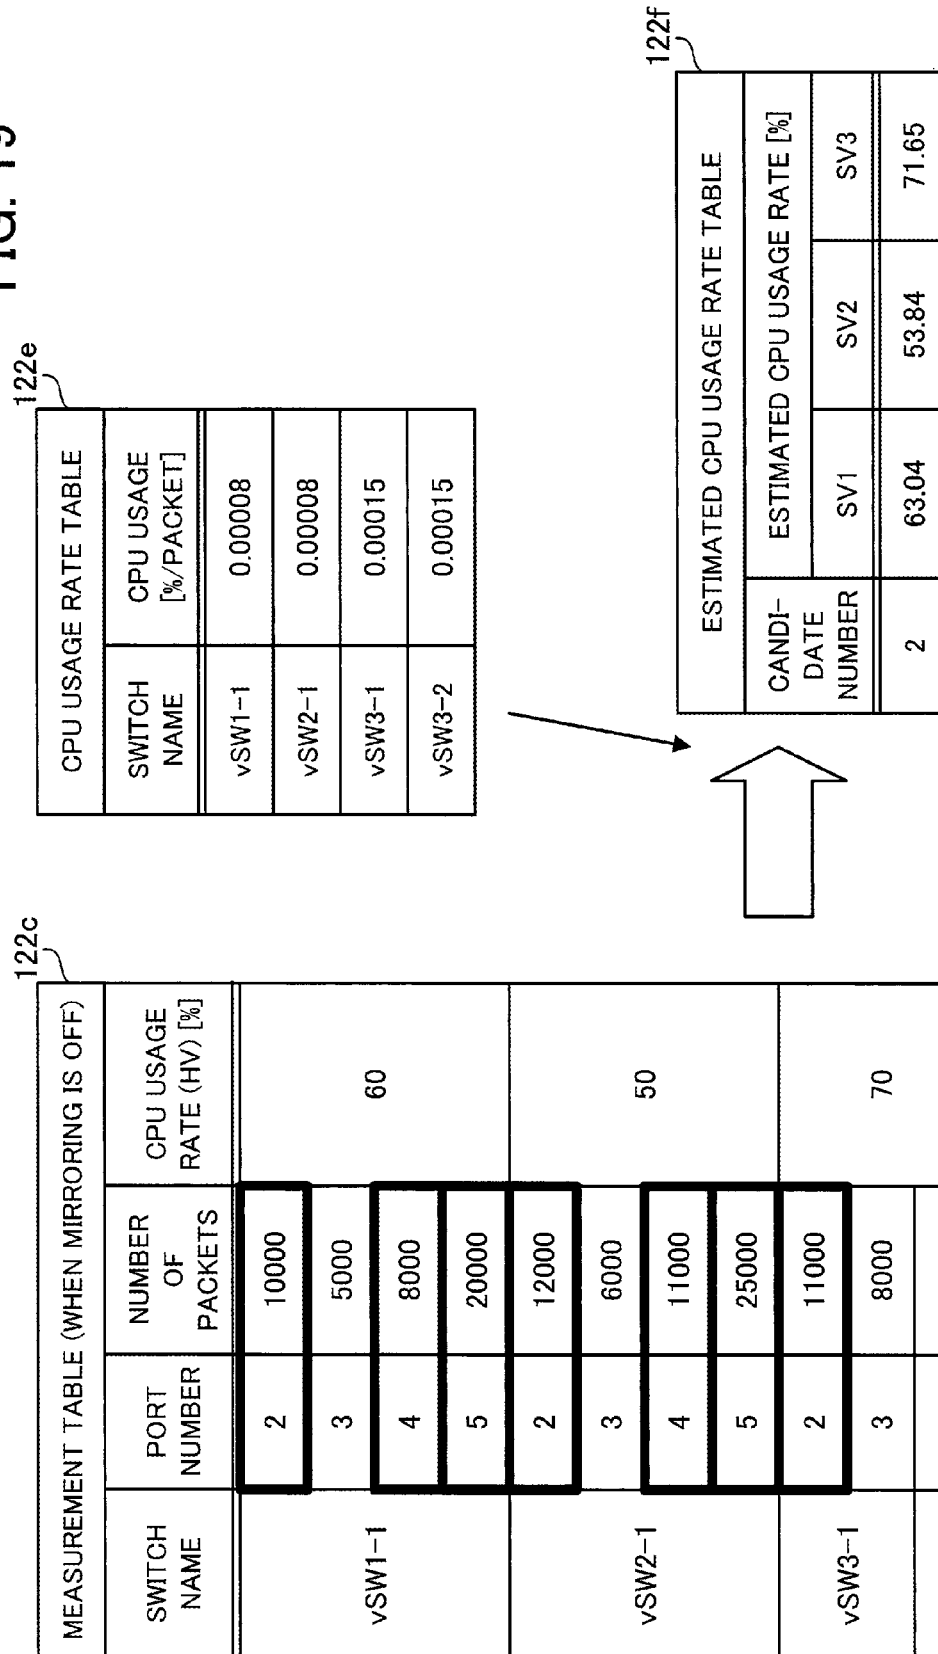 FIG. 19
122c
MEASUREMENT TABLE (WHEN MIRRORING IS OFF)
SWITCH NAME
PORT NUMBER
NUMBER OF PACKETS
CPU USAGE RATE (HV) [%]
vSW1-1
2
10000
60
3
5000
4
8000
5
20000
vSW2-1
2
12000
50
3
6000
4
11000
5
25000
vSW3-1
2
11000
70
3
8000
122e
CPU USAGE RATE TABLE
SWITCH NAME
CPU USAGE [%/PACKET]
vSW1-1
0.00008
vSW2-1
0.00008
vSW3-1
0.00015
vSW3-2
0.00015
122f
ESTIMATED CPU USAGE RATE TABLE
CANDI-
DATE
NUMBER
ESTIMATED CPU USAGE RATE [%]
SV1
SV2
SV3
2
63.04
53.84
71.65